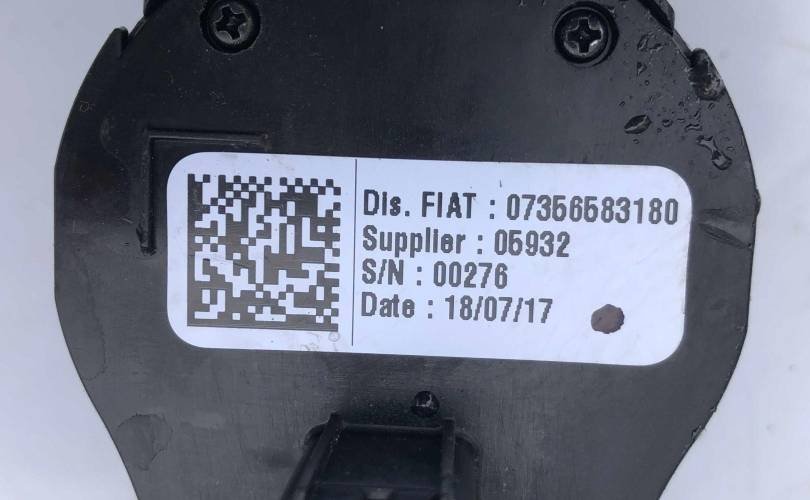 Dis. FIAT : 07356583180
Supplier : 05932
S/N : 00276
Date : 18/07/17